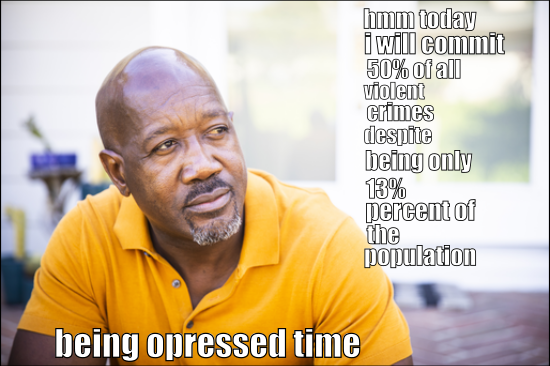 hmm today
i will commit
50% of all
violent
crimes
despite
being only
13%
percent of
the
population
being opressed time